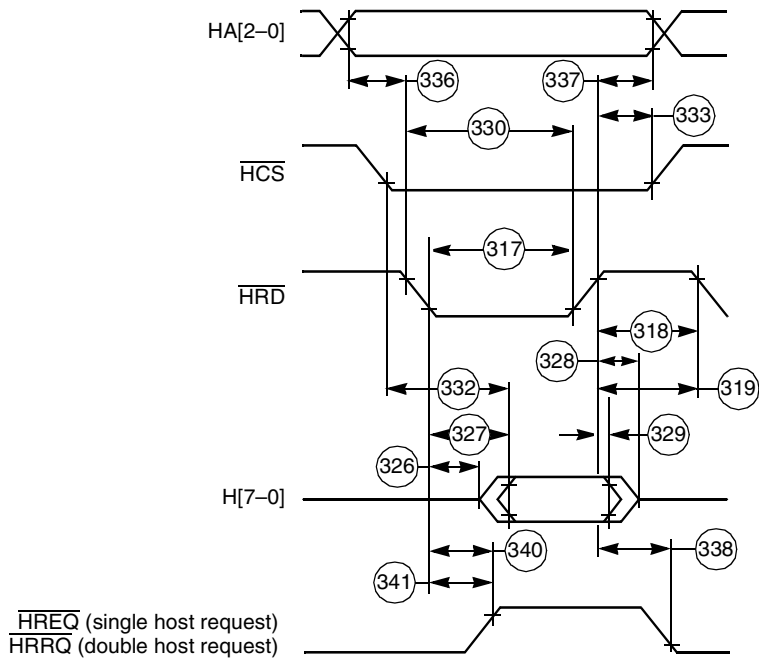 HA[2–0]
336
337
333
330
HCS
317
HRD
318
328
332
319
327
329
326
H[7–0]
340
338
341
HREQ (single host request)
HRRQ (double host request)